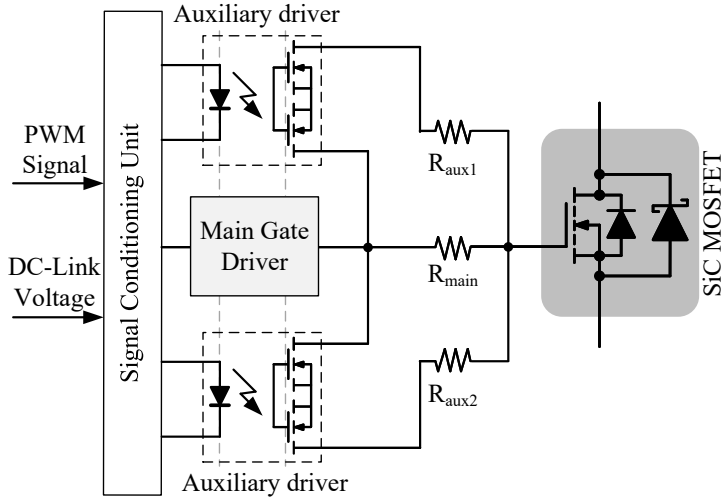 Auxiliary driver
PWM
Signal
DC-Link
Voltage
Signal Conditioning Unit
Main Gate
Driver
Raux1
Rmain
Raux2
SiC MOSFET
Auxiliary driver